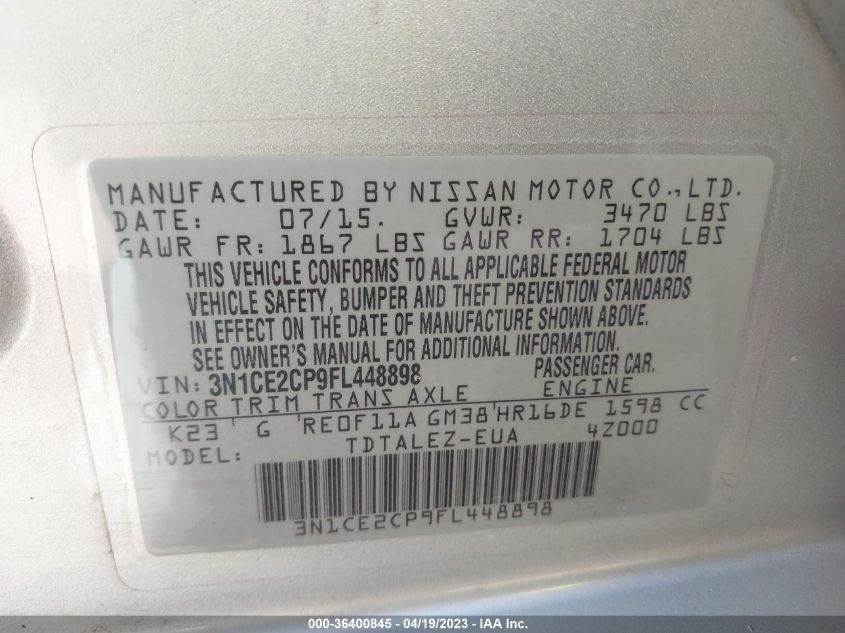 MANUFACTURED BY NISSAN MOTOR CO., LTD.
DATE: 07/15. GVWR: 3470 LBS
GAWR FR: 1867 LBS GAWR RR: 1704 LBS
THIS VEHICLE CONFORMS TO ALL APPLICABLE FEDERAL MOTOR
VEHICLE SAFETY, BUMPER AND THEFT PREVENTION STANDARDS
IN EFFECT ON THE DATE OF MANUFACTURE SHOWN ABOVE.
SEE OWNER'S MANUAL FOR ADDITIONAL INFORMATION.
VIN: 3N1CE2CP9FL448898 PASSENGER CAR.
COLOR TRIM TRANS AXLE ENGINE
K23 G RE0F11A GM38 HR16DE 1598 CC
MODEL: TDTALEZ-EUA 4Z000
3N1CE2CP9FL448898
000-36400845 - 04/19/2023 - IAA Inc.